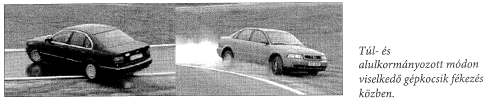 Túl- és
alulkormányozott módon
viselkedő gépkocsik fékezés
közben.